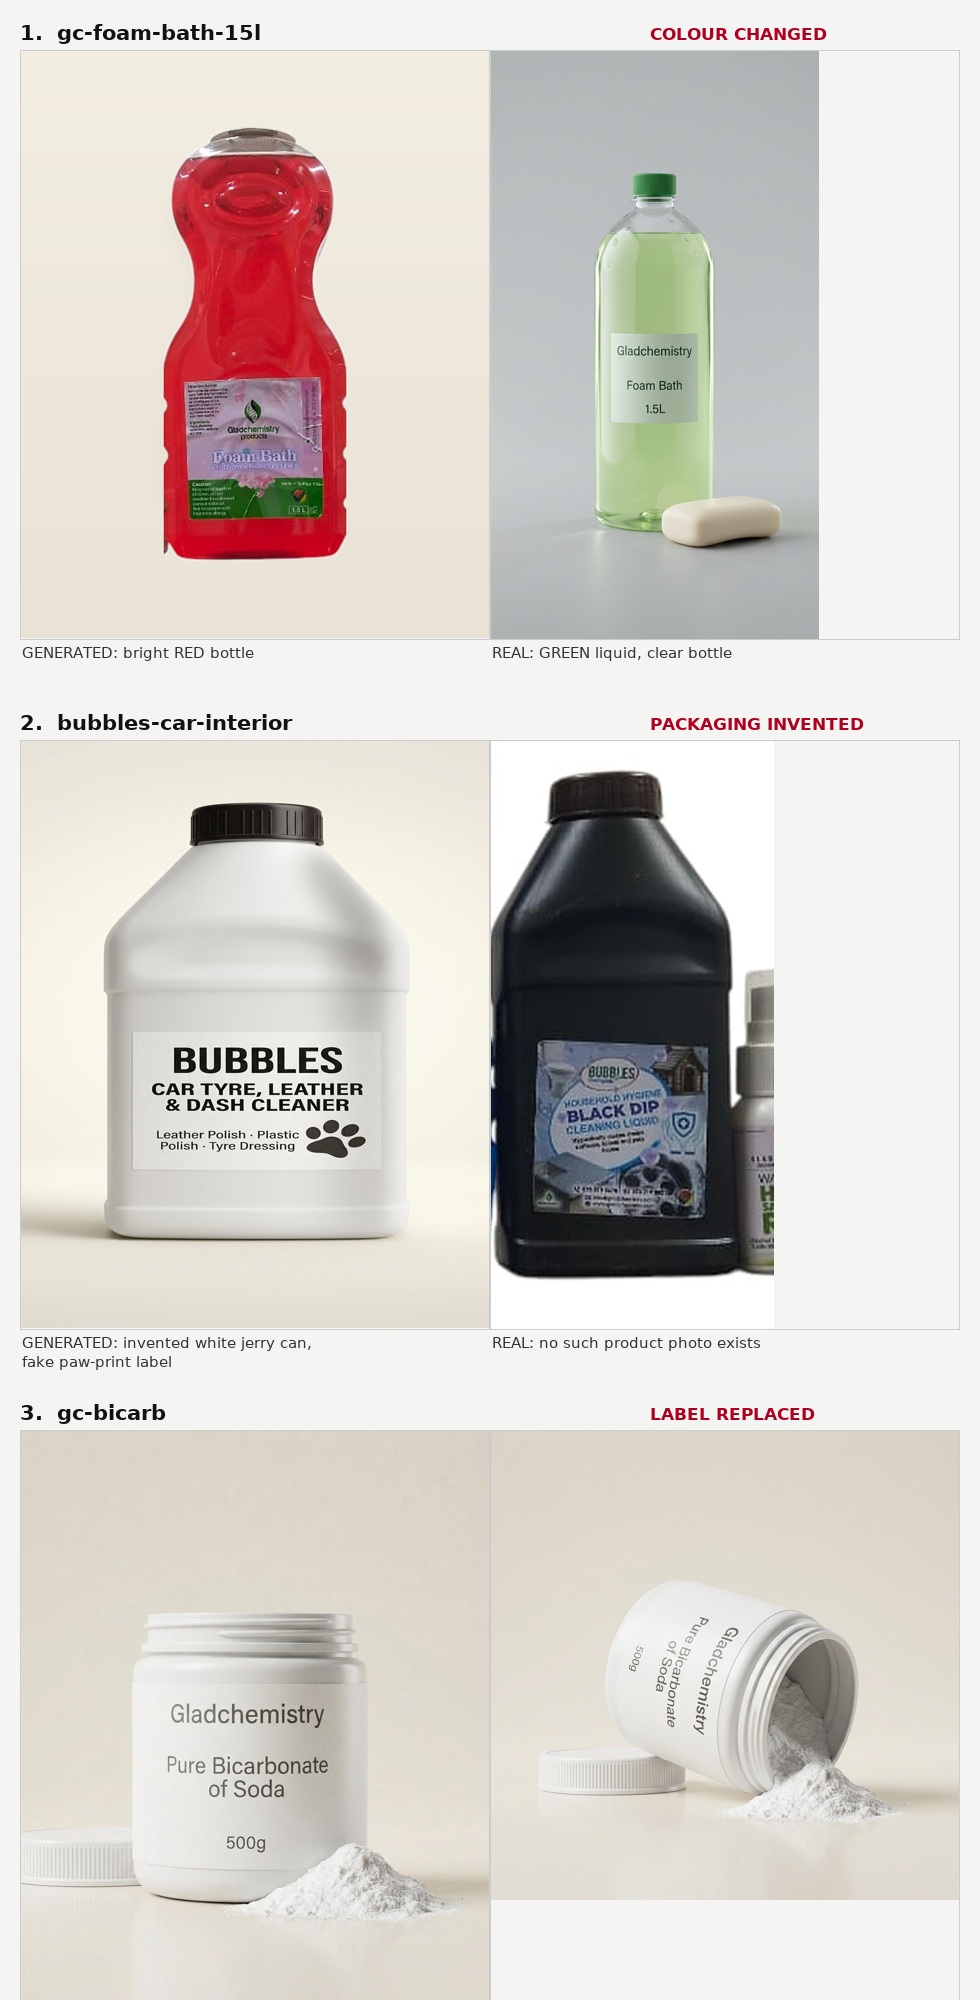 1. gc-foam-bath-15l
COLOUR CHANGED
Gladchemistry
products
Foam Bath
Caution
1.5 L
Gladchemistry
Foam Bath
1.5L
GENERATED: bright RED bottle
REAL: GREEN liquid, clear bottle
2. bubbles-car-interior
PACKAGING INVENTED
BUBBLES
CAR TYRE, LEATHER
& DASH CLEANER
Leather Polish · Plastic
Polish · Tyre Dressing
BUBBLES
HOUSEHOLD HYGIENE
BLACK DIP
CLEANING LIQUID
GENERATED: invented white jerry can,
fake paw-print label
REAL: no such product photo exists
3. gc-bicarb
LABEL REPLACED
Gladchemistry
Pure Bicarbonate
of Soda
500g
Gladchemistry
Pure Bicarbonate
of Soda
500g